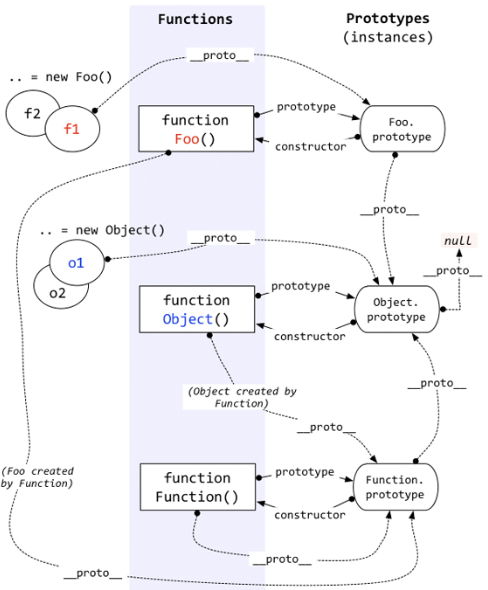 Functions
Prototypes
(instances)
__proto__
.. = new Foo()
f2
f1
function
Foo()
prototype
constructor
Foo.
prototype
__proto__
.. = new Object()
__proto__
null
o1
o2
__proto__
function
Object()
prototype
constructor
Object.
prototype
__proto__
(Object created by
Function)
__proto__
(Foo created
by Function)
function
Function()
prototype
constructor
Function.
prototype
__proto__
__proto__